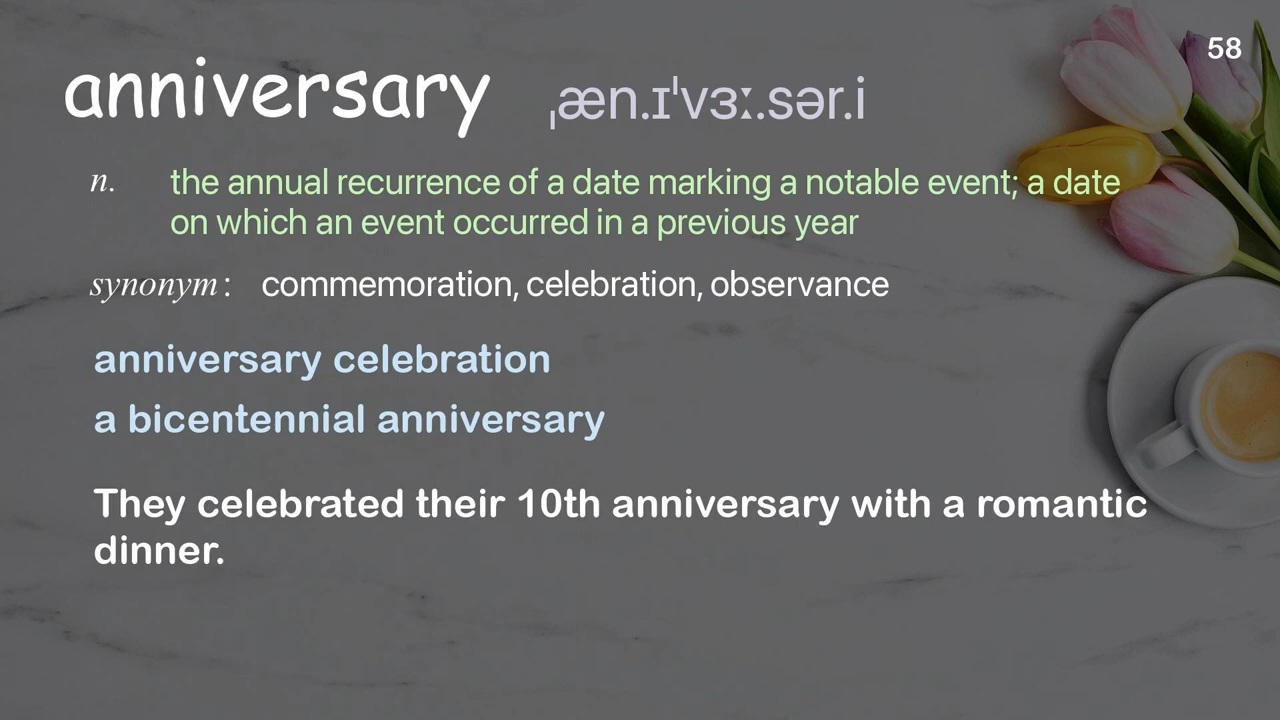 58
anniversary ˌæn.ɪˈvɜː.sər.i
n. the annual recurrence of a date marking a notable event; a date
on which an event occurred in a previous year
synonym: commemoration, celebration, observance
anniversary celebration
a bicentennial anniversary
They celebrated their 10th anniversary with a romantic
dinner.